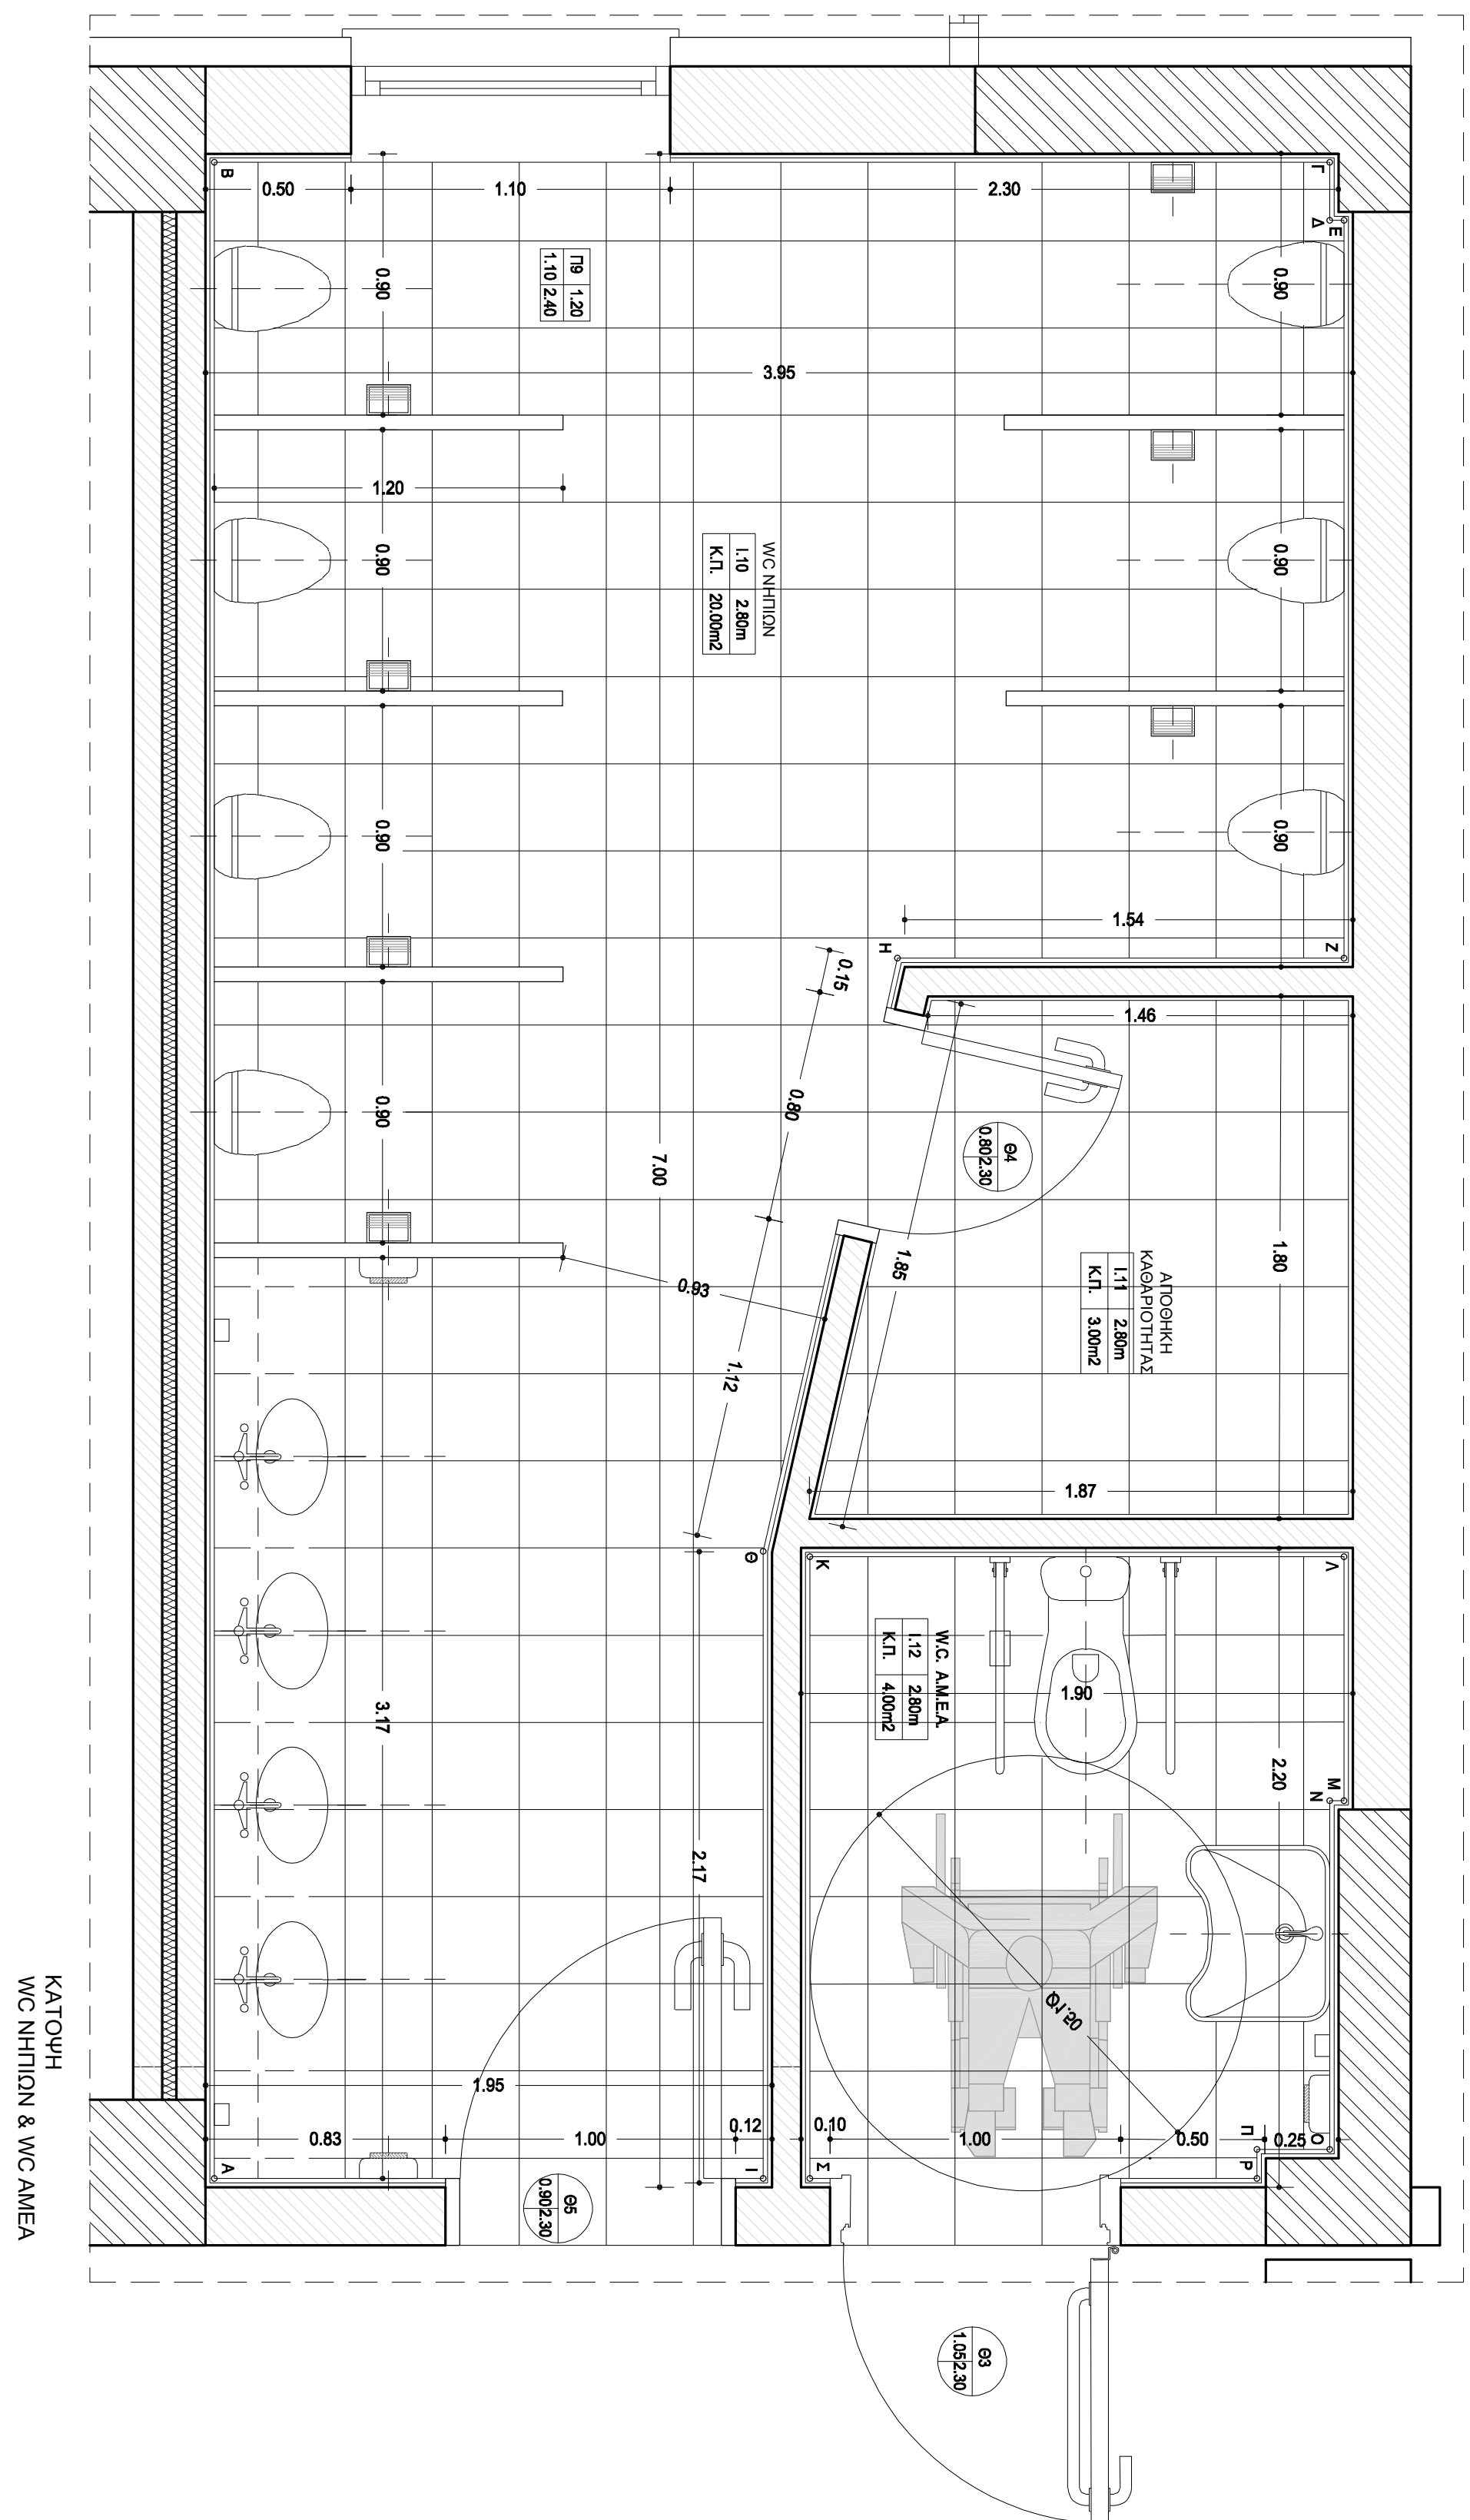 B
0.50
1.10
2.30
Γ
Δ
E
0.90
Π9 1.20
1.10 2.40
0.90
3.95
1.20
0.90
WC ΝΗΠΙΩΝ
I.10 2.80m
Κ.Π. 20.00m2
0.90
0.90
0.90
1.54
H
Z
0.15
1.46
0.80
0.90
7.00
Θ4
0.80 2.30
1.85
1.80
ΑΠΟΘΗΚΗ
ΚΑΘΑΡΙΟΤΗΤΑΣ
I.11 2.80m
Κ.Π. 3.00m2
0.93
1.12
1.87
Θ
K
Λ
W.C. Α.Μ.Ε.Α.
I.12 2.80m
Κ.Π. 4.00m2
1.90
3.17
2.20
M
N
2.17
Ø1.50
1.95
0.83
1.00
0.12
0.10
1.00
0.50
0.25
Π
O
P
A
I
Σ
Θ5
0.90 2.30
Θ3
1.05 2.30
ΚΑΤΟΨΗ
WC ΝΗΠΙΩΝ & WC ΑΜΕΑ